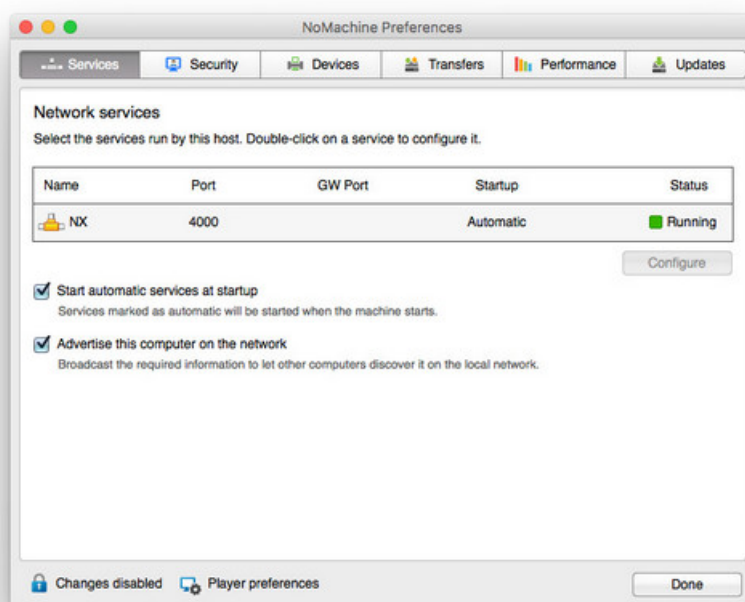 NoMachine Preferences
Services Security Devices Transfers Performance Updates
Network services
Select the services run by this host. Double-click on a service to configure it.
Name Port GW Port Startup Status
NX 4000 Automatic Running
Configure
Start automatic services at startup
Services marked as automatic will be started when the machine starts.
Advertise this computer on the network
Broadcast the required information to let other computers discover it on the local network.
Changes disabled Player preferences Done